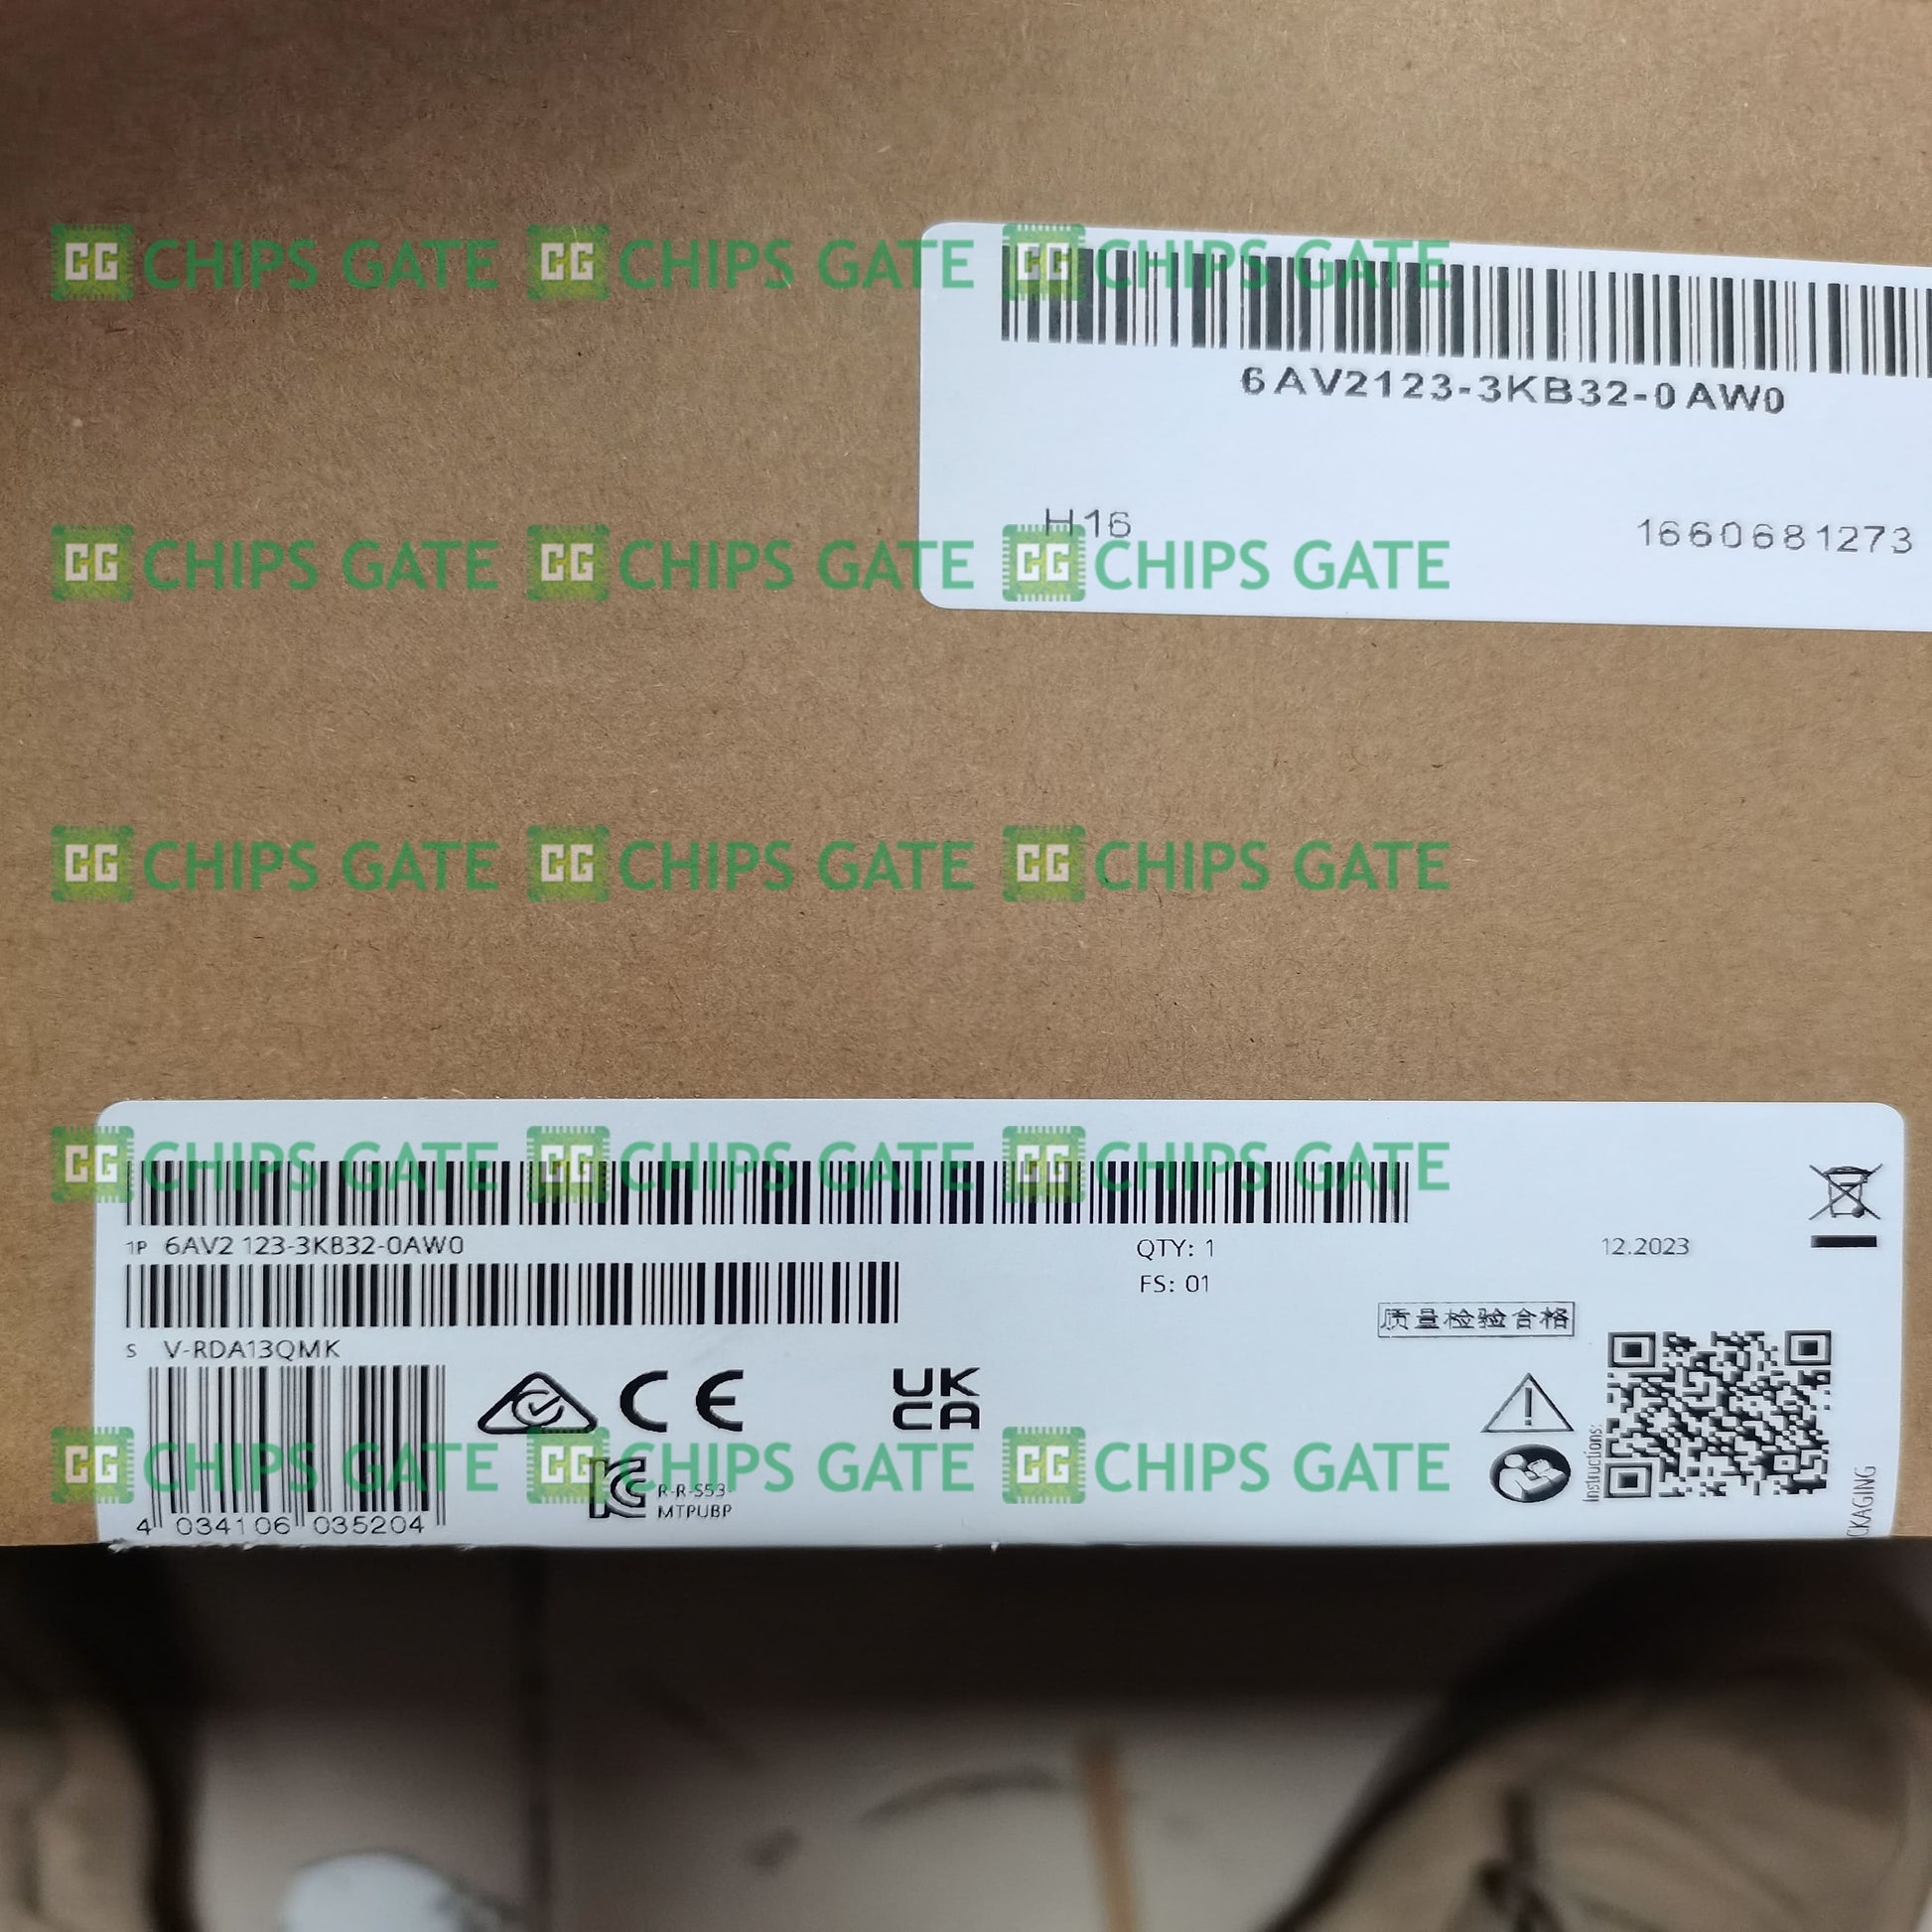 CG CHIPS GATE CG CHIPS GATE CG CHIPS GATE
6AV2123-3KB32-0AW0
H16
1660681273
CG CHIPS GATE CG CHIPS GATE CG CHIPS GATE
CG CHIPS GATE CG CHIPS GATE CG CHIPS GATE
CG CHIPS GATE CG CHIPS GATE CG CHIPS GATE
1P 6AV2 123-3KB32-0AW0
QTY: 1
12.2023
FS: 01
质量检验合格
S V-RDA13QMK
CE
UK
CA
CG CHIPS GATE CG CHIPS GATE CG CHIPS GATE
R-R-S53-
MTPUBP
Instructions:
4 034106 035204